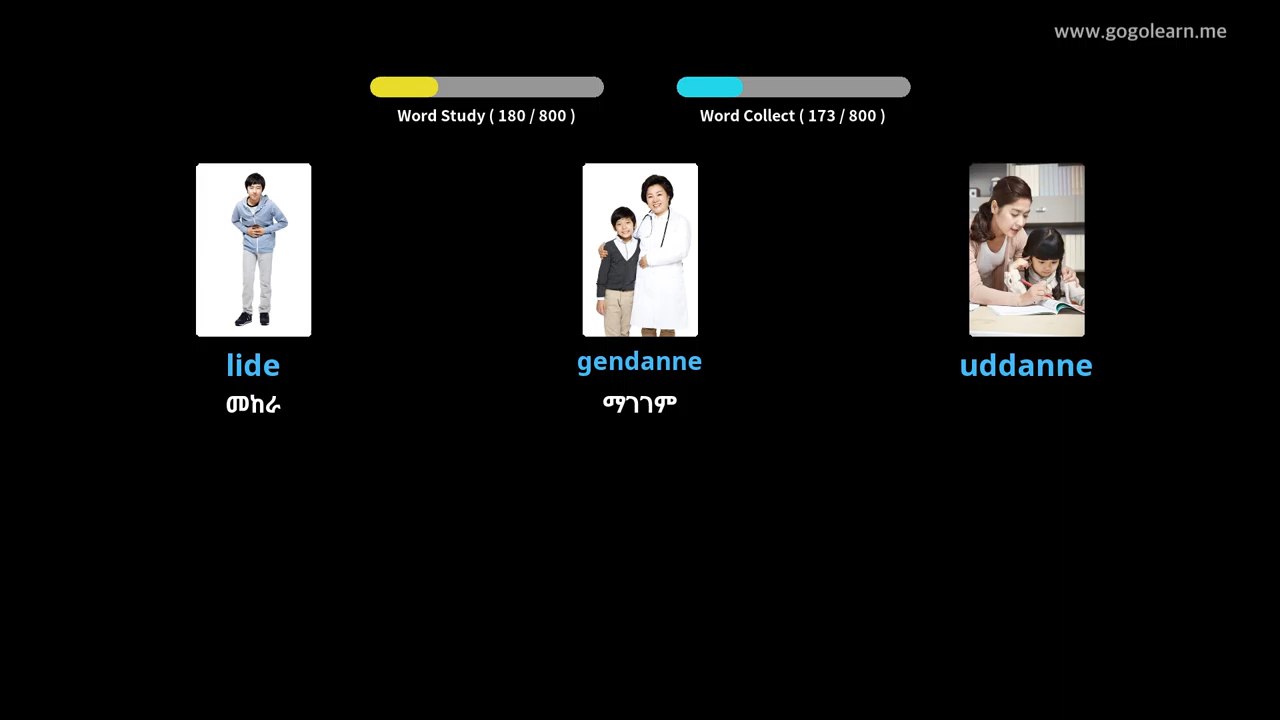 www.gogolearn.me
Word Study ( 180 / 800 )
Word Collect ( 173 / 800 )
lide
gendanne
uddanne
መከራ
ማገገም